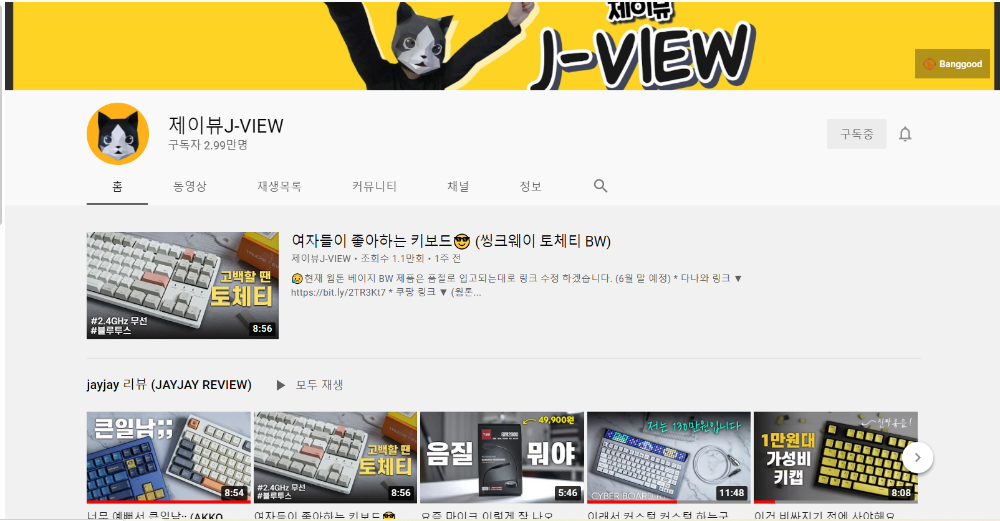 제이뷰
J-VIEW
Banggood
제이뷰J-VIEW
구독자 2.99만명
구독중
홈 동영상 재생목록 커뮤니티 채널 정보
고백할 땐
토체티
#2.4GHz 무선
#블루투스
8:56
여자들이 좋아하는 키보드😎 (씽크웨이 토체티 BW)
제이뷰J-VIEW • 조회수 1.1만회 • 1주 전
😥현재 웜톤 베이지 BW 제품은 품절로 입고되는대로 링크 수정 하겠습니다. (6월 말 예정) * 다나와 링크 ▼
https://bit.ly/2TR3Kt7 * 쿠팡 링크 ▼ (웜톤...
jayjay 리뷰 (JAYJAY REVIEW) ▶ 모두 재생
큰일남;;
8:54
고백할 땐
토체티
#2.4GHz 무선
#블루투스
8:56
49,900원
음질 뭐야
GM200U
USB
5:46
저는 130만원입니다
CYBER BOARD R1
11:48
진짜좋음!
1만원대
가성비
키캡
8:08
너무 예뻐서 큰일남;; (AKKO
여자들이 좋아하는 키보드😎
요즘 마이크 이렇게 잘 나오
이래서 커스텀 커스텀 하는구
이거 비싸지기 전에 사야해요